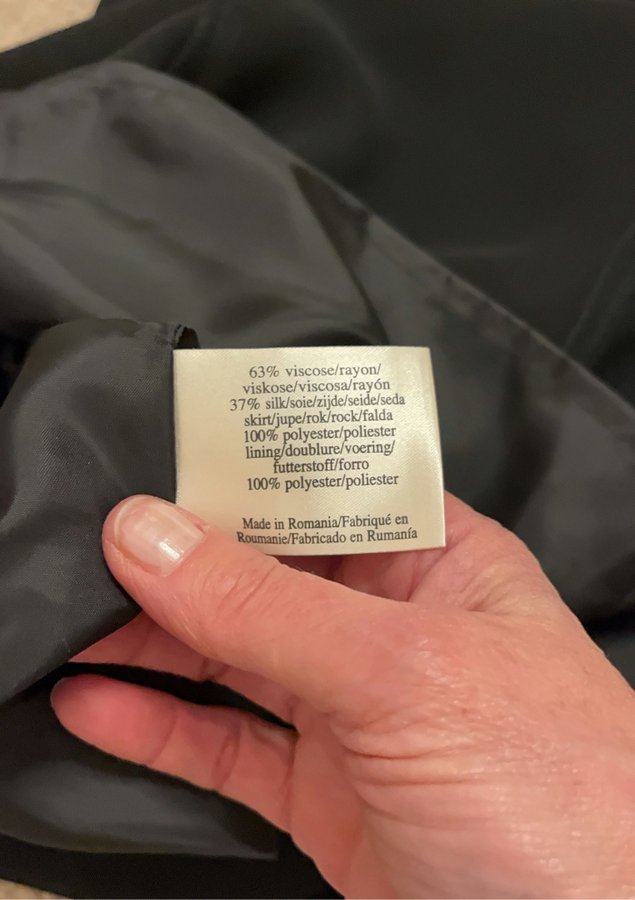 63% viscose/rayon/
viskose/viscosa/rayón
37% silk/soie/zijde/seide/seda
skirt/jupe/rok/rock/falda
100% polyester/poliester
lining/doublure/voering/
futterstoff/forro
100% polyester/poliester
Made in Romania/Fabriqué en
Roumanie/Fabricado en Rumanía